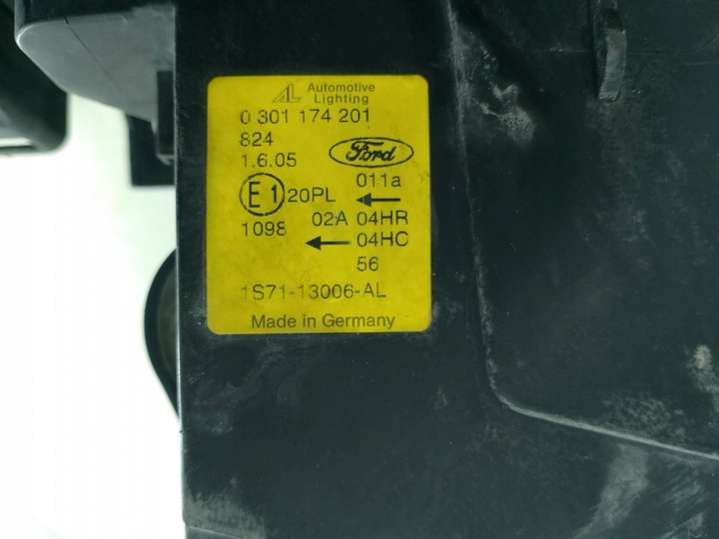 AL Automotive
Lighting
0 301 174 201
824
1.6.05 Ford
E1 20PL 011a
←
1098 02A 04HR
← 04HC
56
1S71-13006-AL
Made in Germany